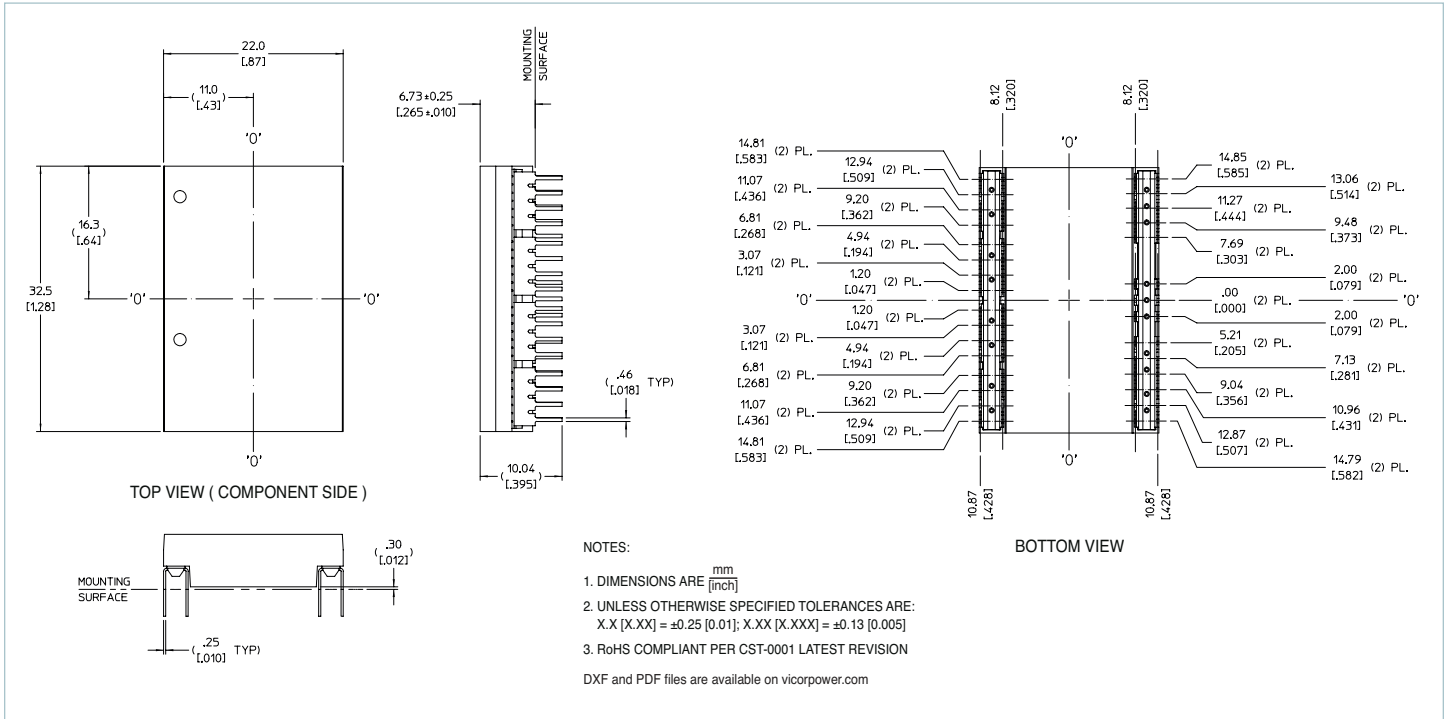 22.0
[.87]
(11.0
[.43])
'0'
(16.3
[.64])
32.5
[1.28]
'0'
'0'
'0'
TOP VIEW ( COMPONENT SIDE )
MOUNTING
SURFACE
6.73±0.25
[.265±.010]
(.46
[.018] TYP)
(10.04
[.395])
(.30
[.012])
MOUNTING
SURFACE
(.25
[.010] TYP)
8.12
[.320]
8.12
[.320]
'0'
14.81
[.583] (2) PL.
12.94
[.509] (2) PL.
11.07
[.436] (2) PL.
9.20
[.362] (2) PL.
6.81
[.268] (2) PL.
4.94
[.194] (2) PL.
3.07
[.121] (2) PL.
1.20
[.047] (2) PL.
'0'
1.20
[.047] (2) PL.
3.07
[.121] (2) PL.
4.94
[.194] (2) PL.
6.81
[.268] (2) PL.
9.20
[.362] (2) PL.
11.07
[.436] (2) PL.
12.94
[.509] (2) PL.
14.81
[.583] (2) PL.
14.85
[.585] (2) PL.
13.06
[.514] (2) PL.
11.27
[.444] (2) PL.
9.48
[.373] (2) PL.
7.69
[.303] (2) PL.
2.00
[.079] (2) PL.
.00
[.000] (2) PL.
'0'
2.00
[.079] (2) PL.
5.21
[.205] (2) PL.
7.13
[.281] (2) PL.
9.04
[.356] (2) PL.
10.96
[.431] (2) PL.
12.87
[.507] (2) PL.
14.79
[.582] (2) PL.
'0'
10.87
[.428]
10.87
[.428]
BOTTOM VIEW
NOTES:
1. DIMENSIONS ARE mm
[inch]
2. UNLESS OTHERWISE SPECIFIED TOLERANCES ARE:
X.X [X.XX] = ±0.25 [0.01]; X.XX [X.XXX] = ±0.13 [0.005]
3. RoHS COMPLIANT PER CST-0001 LATEST REVISION
DXF and PDF files are available on vicorpower.com